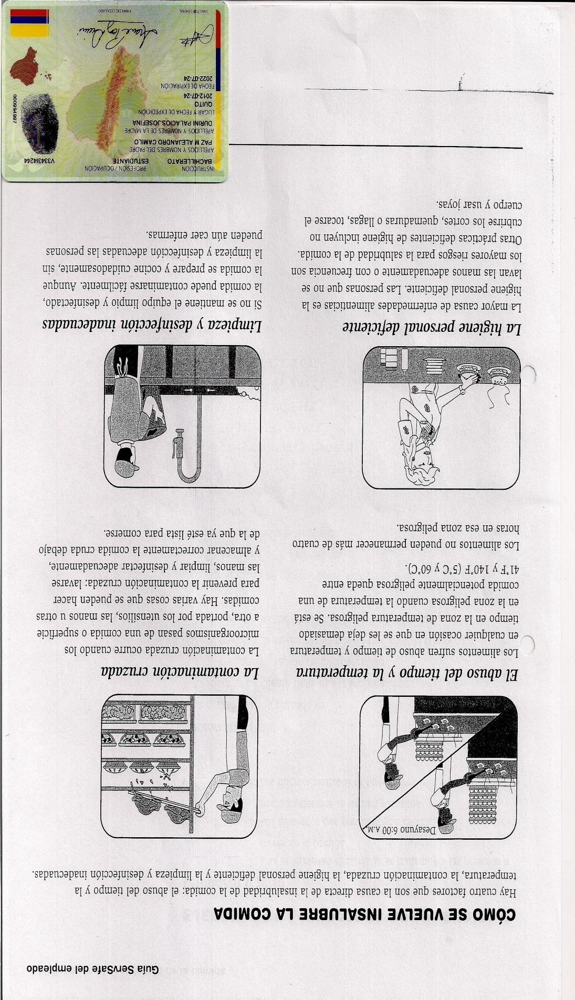 Guía ServSafe del empleado
CÓMO SE VUELVE INSALUBRE LA COMIDA
Hay cuatro factores que son la causa directa de la insalubridad de la comida: el abuso del tiempo y la
temperatura, la contaminación cruzada, la higiene personal deficiente y la limpieza y desinfección inadecuadas.
Desayuno 6:00 A.M.
El abuso del tiempo y la temperatura
Los alimentos sufren abuso de tiempo y temperatura
en cualquier ocasión en que se les deja demasiado
tiempo en la zona de temperatura peligrosa. Se está
en la zona peligrosa cuando la temperatura de una
comida potencialmente peligrosa queda entre
41°F y 140°F (5°C y 60°C).
Los alimentos no pueden permanecer más de cuatro
horas en esa zona peligrosa.
La contaminación cruzada
La contaminación cruzada ocurre cuando los
microorganismos pasan de una comida o superficie
a otra, portada por los utensilios, las manos u otras
comidas. Hay varias cosas que se pueden hacer
para prevenir la contaminación cruzada: lavarse
las manos, limpiar y desinfectar adecuadamente,
y almacenar correctamente la comida cruda debajo
de la que ya esté lista para comerse.
La higiene personal deficiente
La mayor causa de enfermedades alimenticias es la
higiene personal deficiente. Las personas que no se
lavan las manos adecuadamente o con frecuencia son
los mayores riesgos para la salubridad de la comida.
Otras prácticas deficientes de higiene incluyen no
cubrirse los cortes, quemaduras o llagas, tocarse el
cuerpo y usar joyas.
Limpieza y desinfección inadecuadas
Si no se mantiene el equipo limpio y desinfectado,
la comida puede contaminarse fácilmente. Aunque
la comida se prepare y cocine cuidadosamente, sin
la limpieza y desinfección adecuadas las personas
pueden aún caer enfermas.
INSTRUCCIÓN PROFESIÓN / OCUPACIÓN
BACHILLERATO ESTUDIANTE V3343I4244
APELLIDOS Y NOMBRES DEL PADRE
PAZ M ALEJANDRO CAMILO
APELLIDOS Y NOMBRES DE LA MADRE
DURINI PALACIOS JOSEFINA
LUGAR Y FECHA DE EXPEDICIÓN
QUITO
2012-07-24
FECHA DE EXPIRACIÓN
2022-07-24
000994997
DIRECTOR GENERAL FIRMA DEL CEDULADO